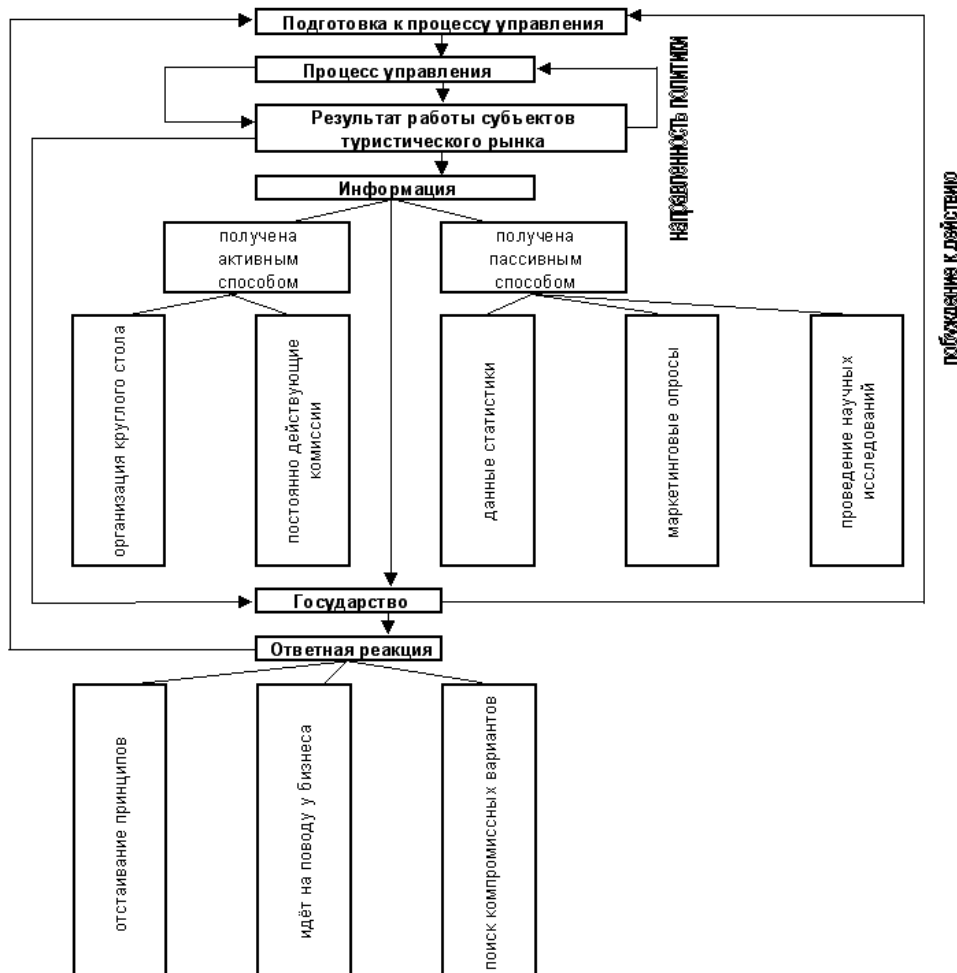 Подготовка к процессу управления
Процесс управления
Результат работы субъектов
туристического рынка
направленность политики
Информация
получена
активным
способом
получена
пассивным
способом
побуждение к действию
организация круглого стола
постоянно действующие
комиссии
данные статистики
маркетинговые опросы
проведение научных
исследований
Государство
Ответная реакция
отстаивание принципов
идёт на поводу у бизнеса
поиск компромиссных вариантов